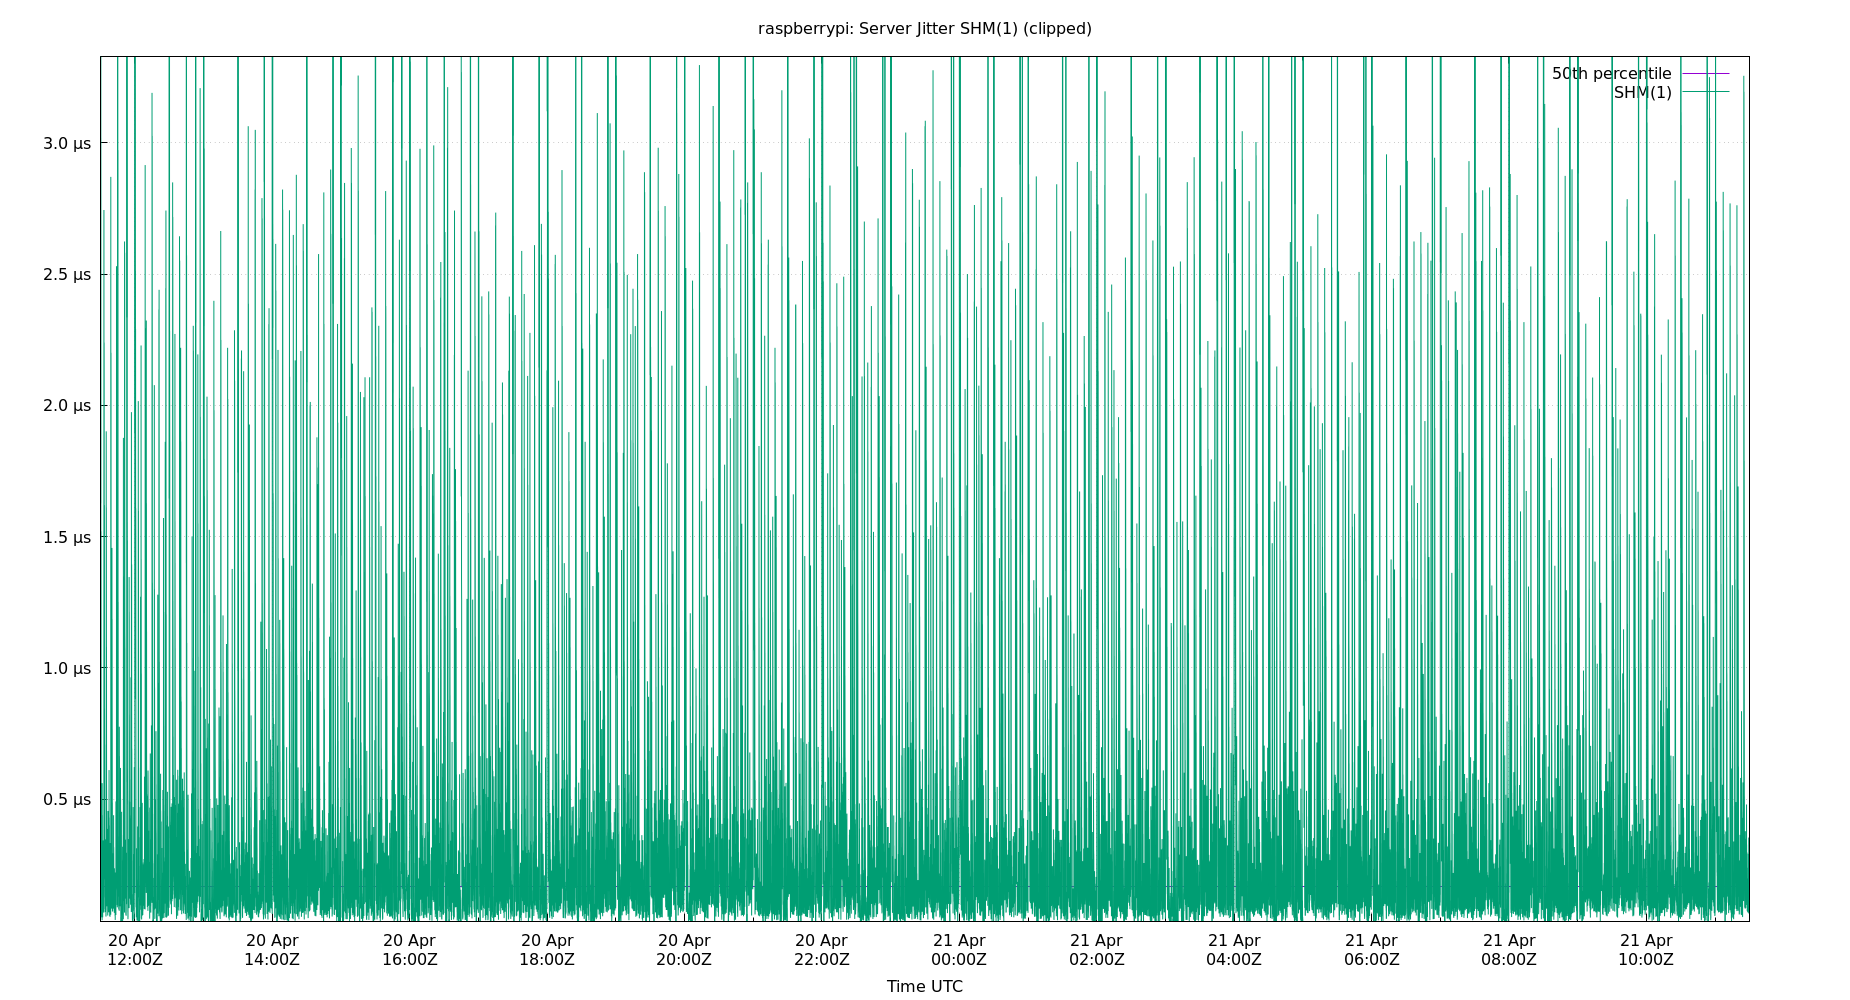 raspberrypi: Server Jitter SHM(1) (clipped)
50th percentile
SHM(1)
3.0 µs
2.5 µs
2.0 µs
1.5 µs
1.0 µs
0.5 µs
20 Apr 20 Apr 20 Apr 20 Apr 20 Apr 20 Apr 21 Apr 21 Apr 21 Apr 21 Apr 21 Apr 21 Apr
12:00Z 14:00Z 16:00Z 18:00Z 20:00Z 22:00Z 00:00Z 02:00Z 04:00Z 06:00Z 08:00Z 10:00Z
Time UTC